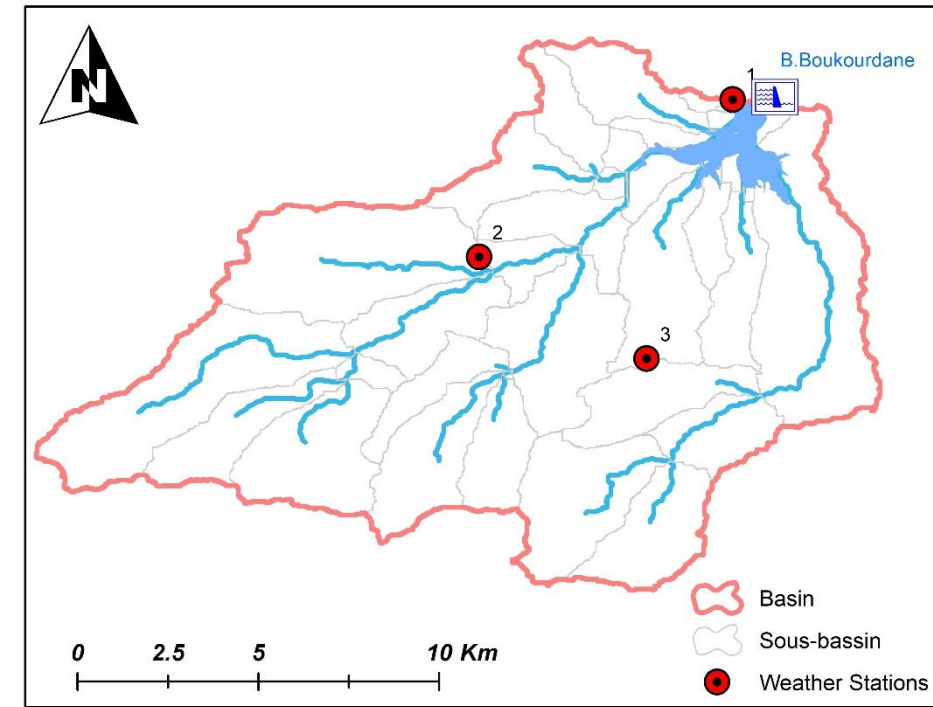 N
B.Boukourdane
1
2
3
Basin
Sous-bassin
0 2.5 5 10 Km
Weather Stations